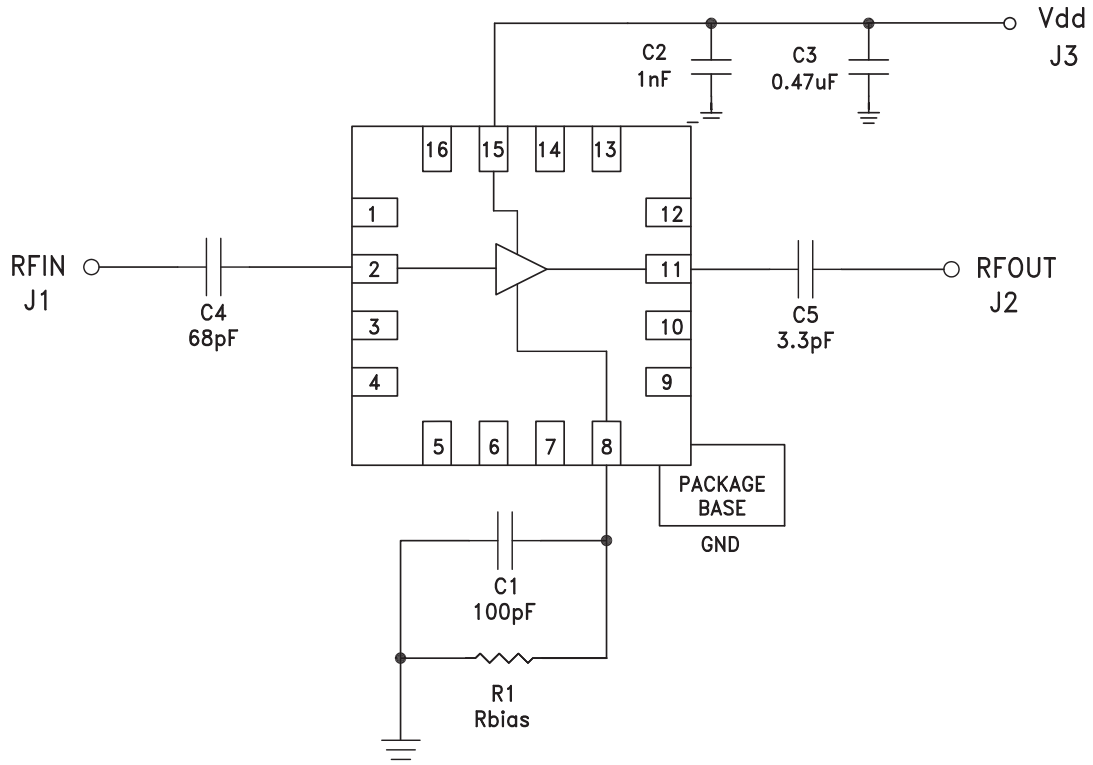 Vdd
J3
C2
1nF
C3
0.47uF
16
15
14
13
1
12
RFIN
J1
C4
68pF
2
11
RFOUT
J2
C5
3.3pF
3
10
4
9
5
6
7
8
PACKAGE
BASE
GND
C1
100pF
R1
Rbias